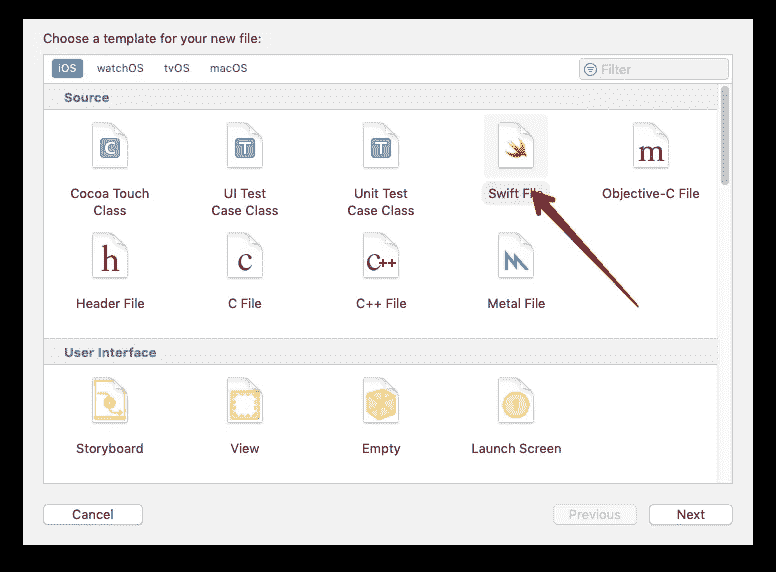 Choose a template for your new file:
iOS watchOS tvOS macOS Filter
Source
C T T m
Cocoa Touch Class
UI Test Case Class
Unit Test Case Class
Swift File
Objective-C File
h c c++
Header File
C File
C++ File
Metal File
User Interface
Storyboard
View
Empty
Launch Screen
Cancel Previous Next